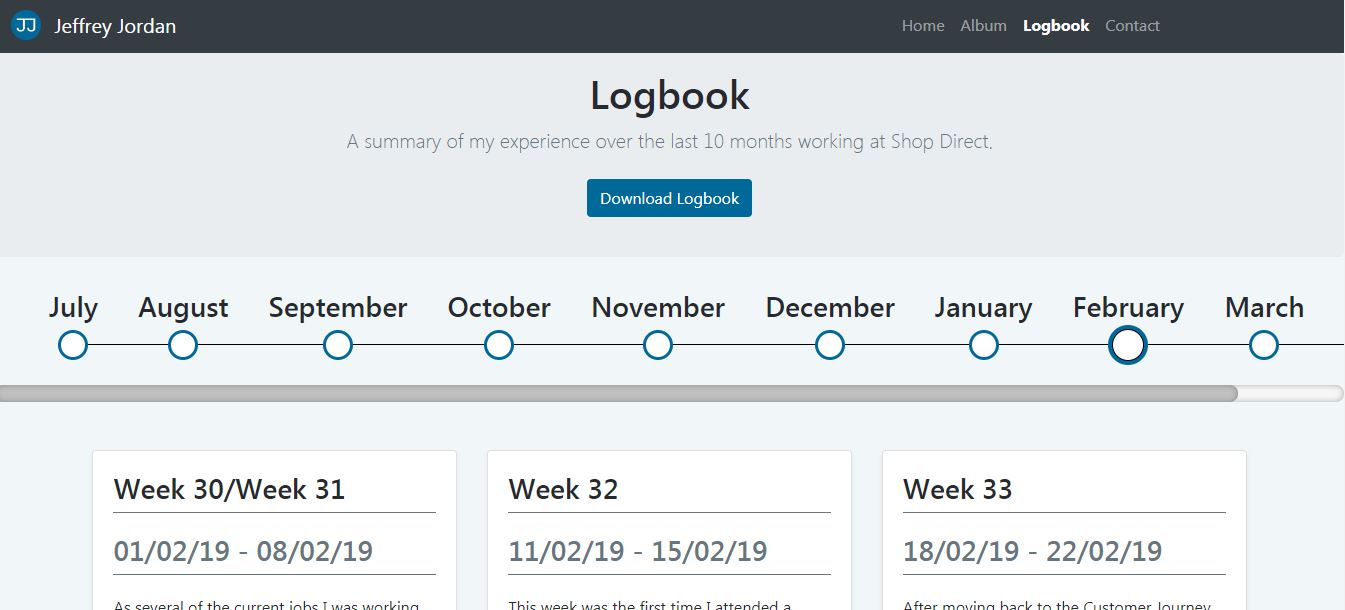 JJ Jeffrey Jordan Home Album Logbook Contact
Logbook
A summary of my experience over the last 10 months working at Shop Direct.
Download Logbook
July August September October November December January February March
Week 30/Week 31
01/02/19 - 08/02/19
As several of the current jobs I was working
Week 32
11/02/19 - 15/02/19
This week was the first time I attended a
Week 33
18/02/19 - 22/02/19
After moving back to the Customer Journey